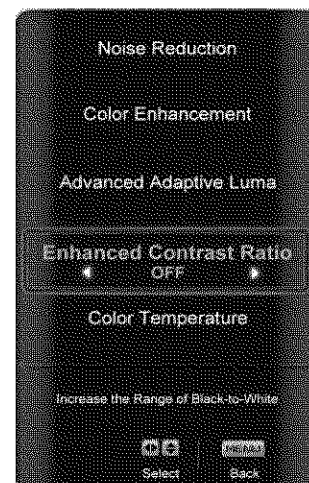 Noise Reduction
Color Enhancement
Advanced Adaptive Luma
Enhanced Contrast Ratio
OFF
Color Temperature
Increase the Range of Black-to-White
MENU
Select Back